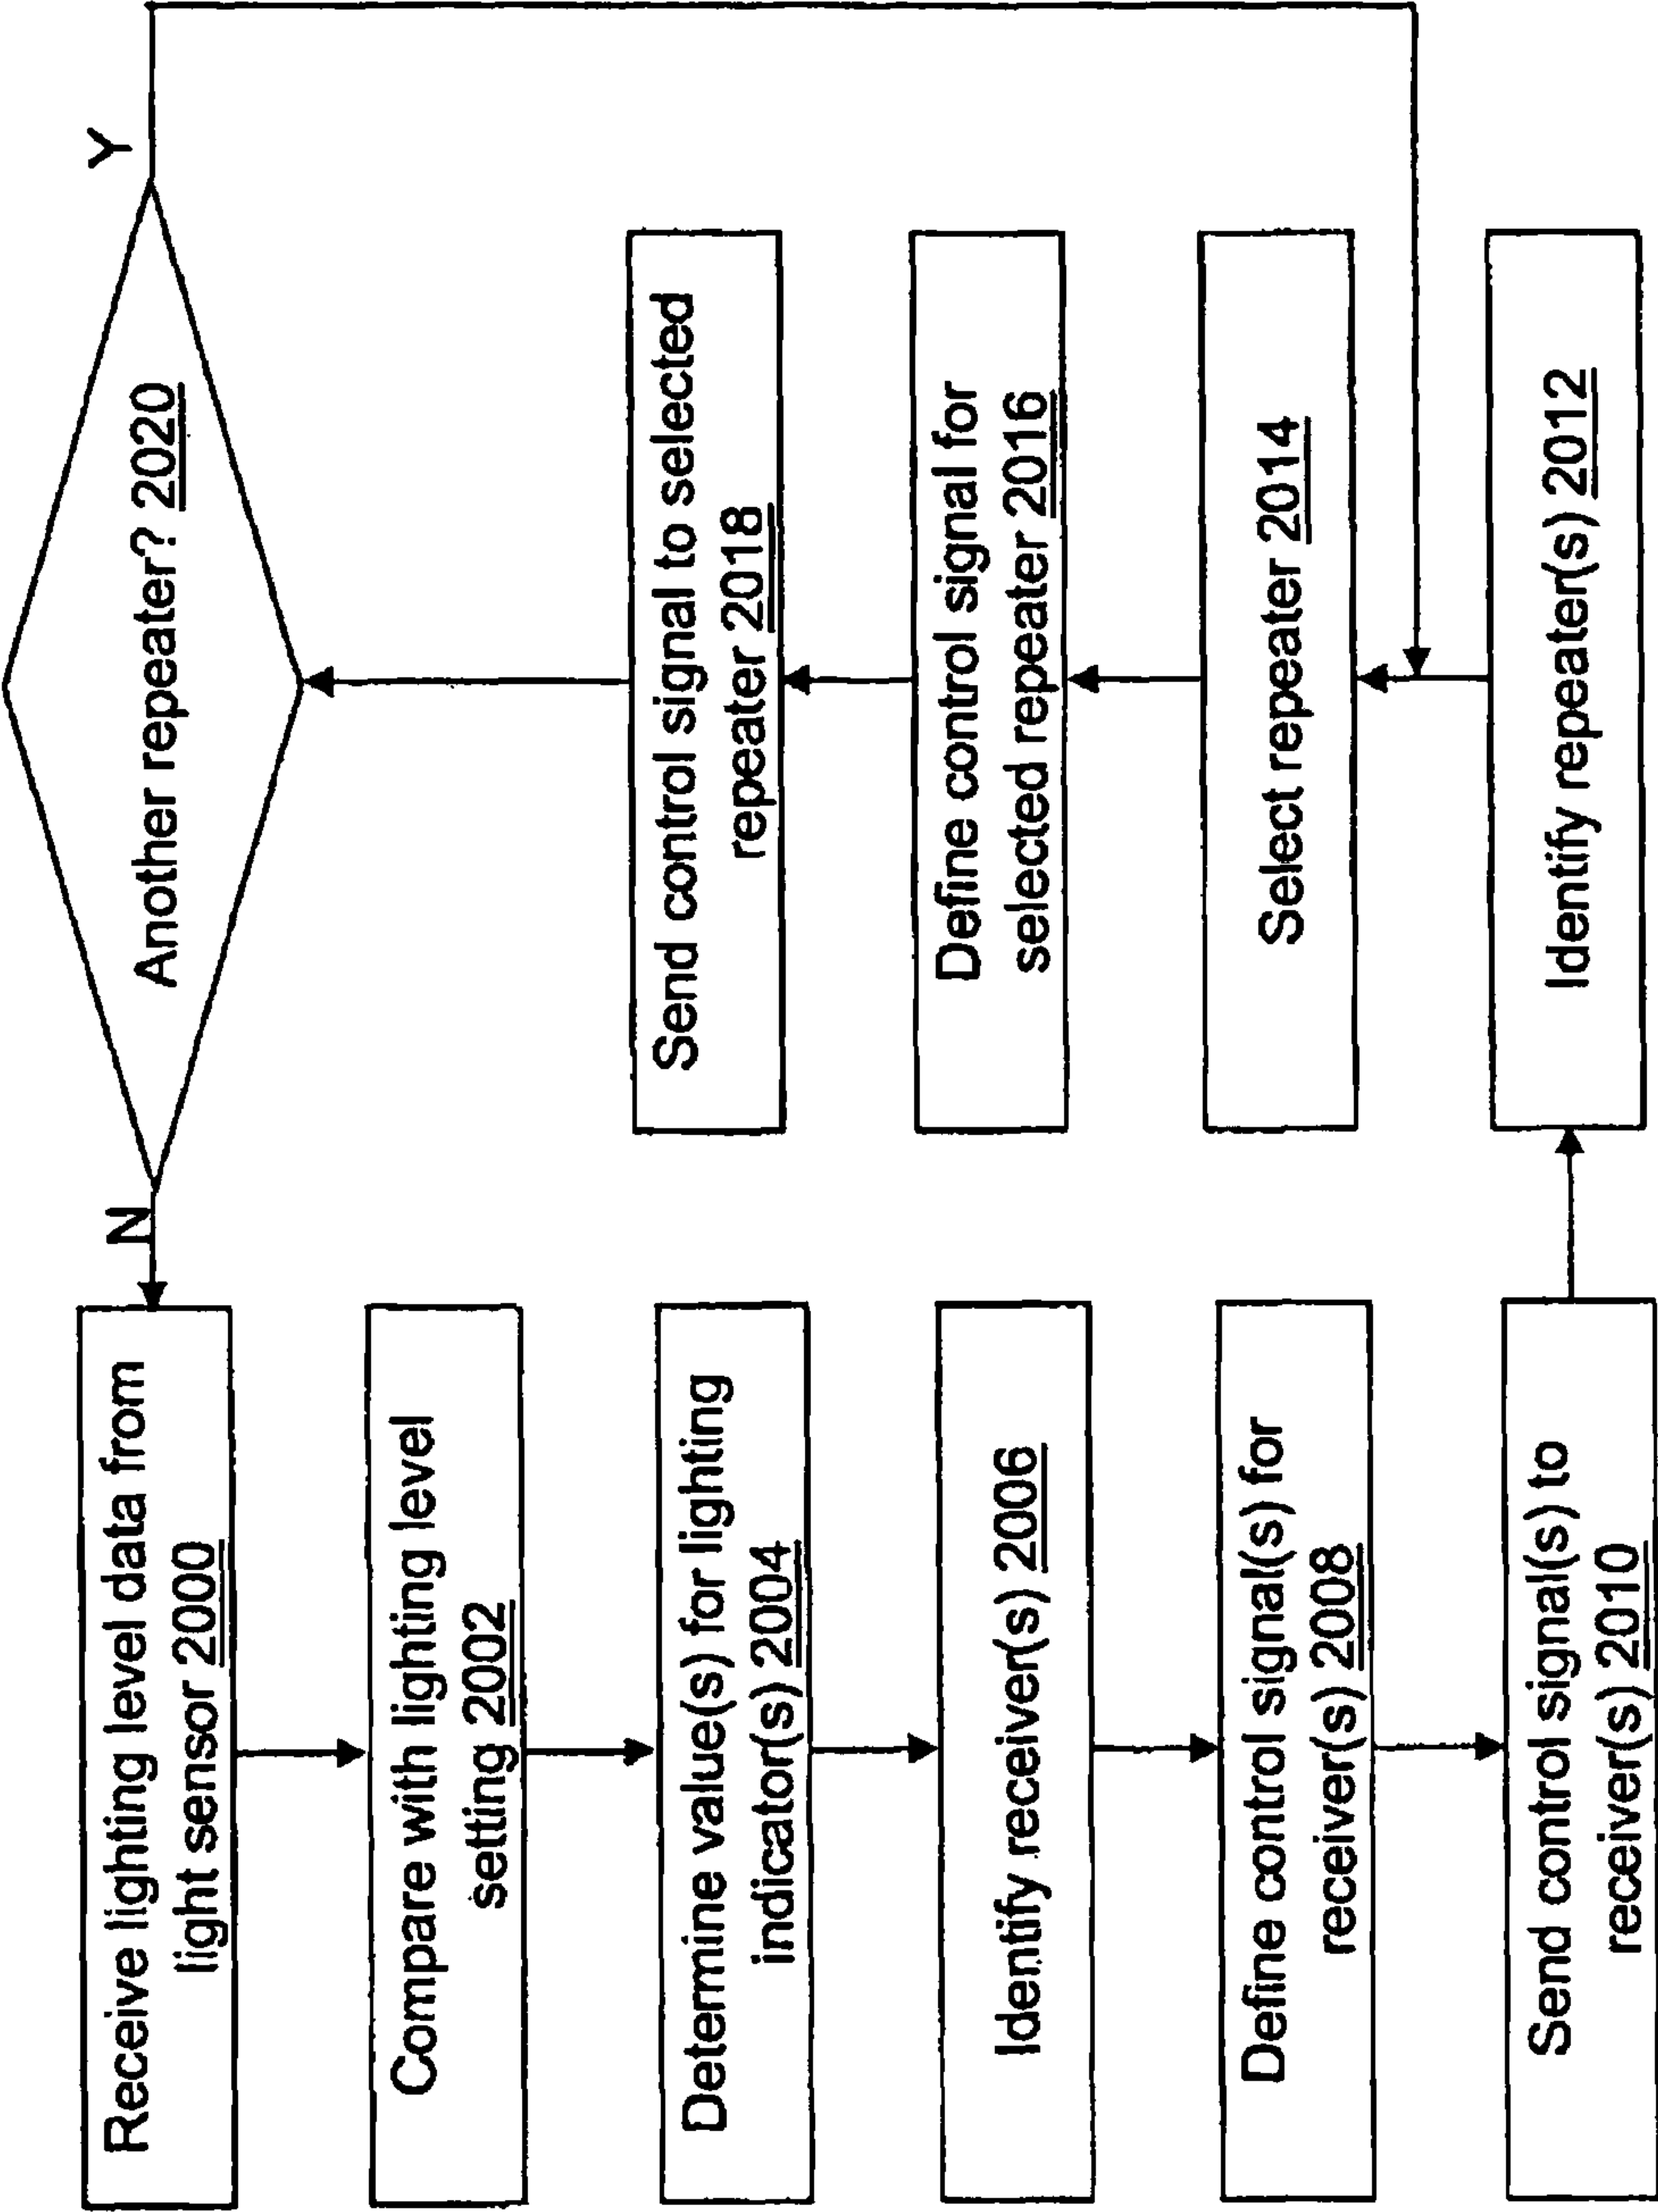 Receive lighting level data from
light sensor 2000
Compare with lighting level
setting 2002
Determine value(s) for lighting
indicator(s) 2004
Identify receiver(s) 2006
Define control signal(s) for
receiver(s) 2008
Send control signal(s) to
receiver(s) 2010
Identify repeater(s) 2012
Select repeater 2014
Define control signal for
selected repeater 2016
Send control signal to selected
repeater 2018
Another repeater? 2020
Y
N